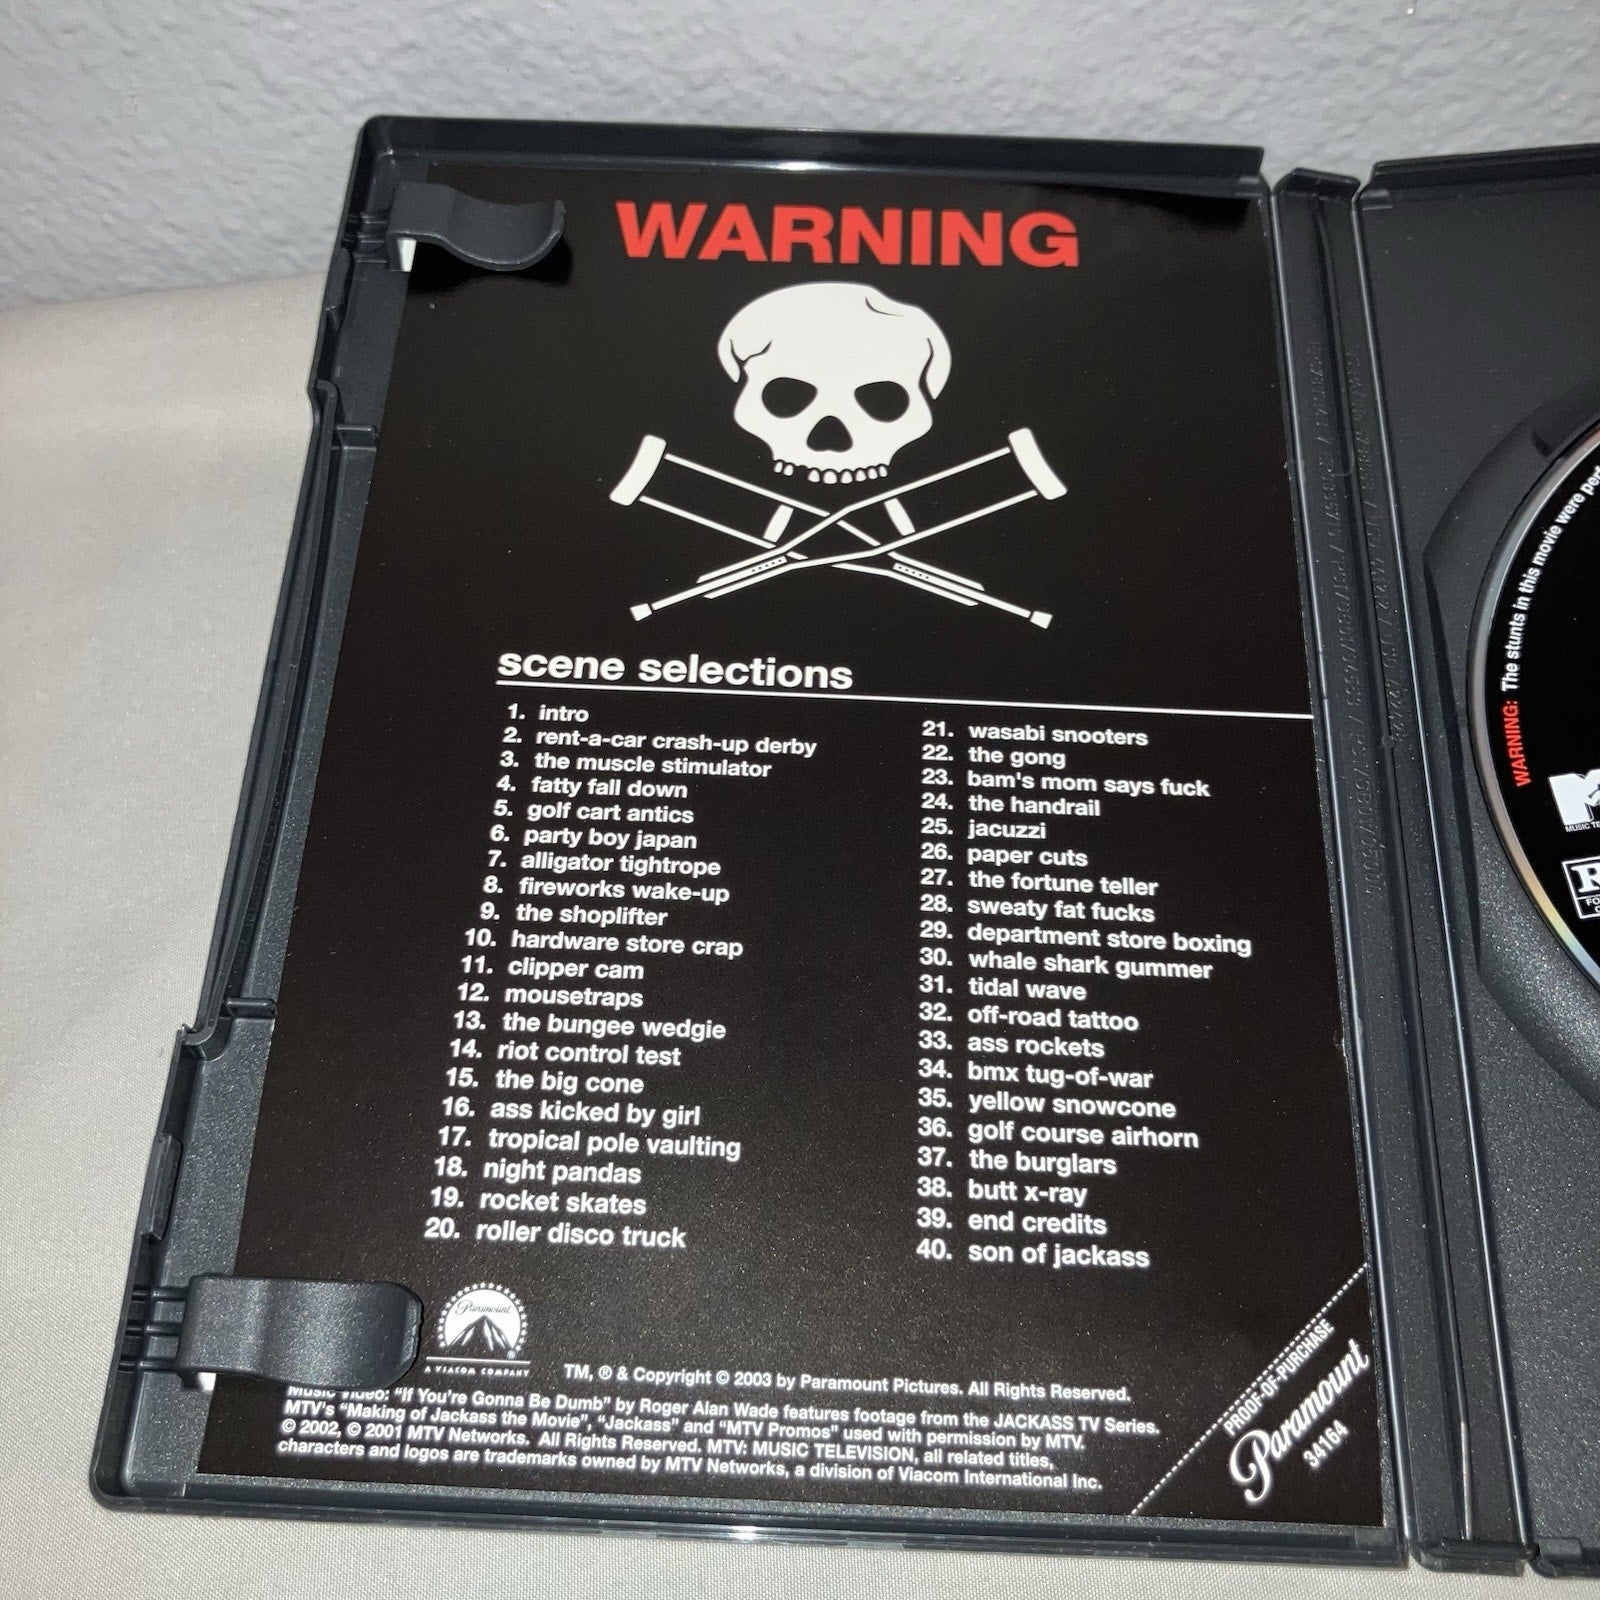 WARNING
scene selections
1. intro
2. rent-a-car crash-up derby
3. the muscle stimulator
4. fatty fall down
5. golf cart antics
6. party boy japan
7. alligator tightrope
8. fireworks wake-up
9. the shoplifter
10. hardware store crap
11. clipper cam
12. mousetraps
13. the bungee wedgie
14. riot control test
15. the big cone
16. ass kicked by girl
17. tropical pole vaulting
18. night pandas
19. rocket skates
20. roller disco truck
21. wasabi snooters
22. the gong
23. bam's mom says fuck
24. the handrail
25. jacuzzi
26. paper cuts
27. the fortune teller
28. sweaty fat fucks
29. department store boxing
30. whale shark gummer
31. tidal wave
32. off-road tattoo
33. ass rockets
34. bmx tug-of-war
35. yellow snowcone
36. golf course airhorn
37. the burglars
38. butt x-ray
39. end credits
40. son of jackass
Paramount
A VIACOM COMPANY
TM, ® & Copyright © 2003 by Paramount Pictures. All Rights Reserved.
Music Video: "If You're Gonna Be Dumb" by Roger Alan Wade features footage from the JACKASS TV Series.
MTV's "Making of Jackass the Movie", "Jackass" and "MTV Promos" used with permission by MTV.
© 2002, © 2001 MTV Networks. All Rights Reserved. MTV: MUSIC TELEVISION, all related titles,
characters and logos are trademarks owned by MTV Networks, a division of Viacom International Inc.
PROOF-OF-PURCHASE
Paramount
34164
WARNING: The stunts in this movie were
M
MUSIC
R